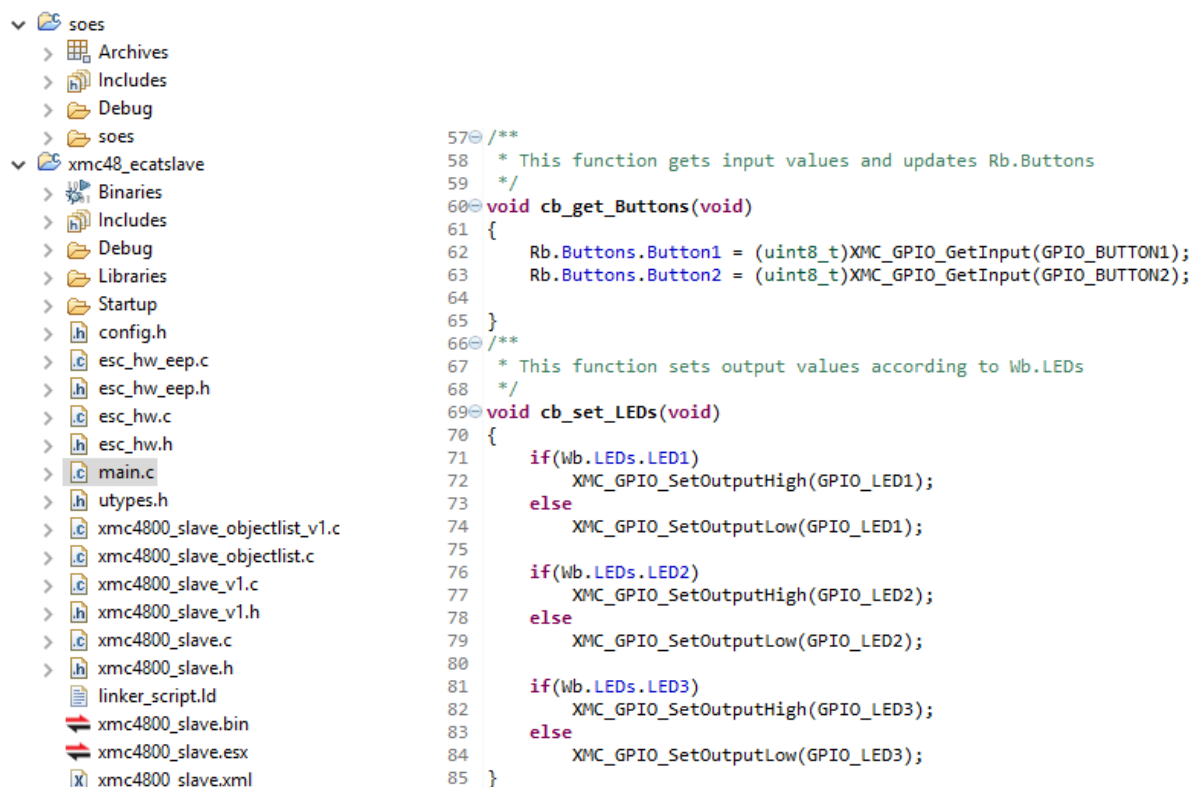 soes
Archives
Includes
Debug
soes
xmc48_ecatslave
Binaries
Includes
Debug
Libraries
Startup
config.h
esc_hw_eep.c
esc_hw_eep.h
esc_hw.c
esc_hw.h
main.c
utypes.h
xmc4800_slave_objectlist_v1.c
xmc4800_slave_objectlist.c
xmc4800_slave_v1.c
xmc4800_slave_v1.h
xmc4800_slave.c
xmc4800_slave.h
linker_script.ld
xmc4800_slave.bin
xmc4800_slave.esx
xmc4800_slave.xml
57 /**
58  * This function gets input values and updates Rb.Buttons
59  */
60 void cb_get_Buttons(void)
61 {
62     Rb.Buttons.Button1 = (uint8_t)XMC_GPIO_GetInput(GPIO_BUTTON1);
63     Rb.Buttons.Button2 = (uint8_t)XMC_GPIO_GetInput(GPIO_BUTTON2);
64
65 }
66 /**
67  * This function sets output values according to Wb.LEDs
68  */
69 void cb_set_LEDs(void)
70 {
71     if(Wb.LEDs.LED1)
72         XMC_GPIO_SetOutputHigh(GPIO_LED1);
73     else
74         XMC_GPIO_SetOutputLow(GPIO_LED1);
75
76     if(Wb.LEDs.LED2)
77         XMC_GPIO_SetOutputHigh(GPIO_LED2);
78     else
79         XMC_GPIO_SetOutputLow(GPIO_LED2);
80
81     if(Wb.LEDs.LED3)
82         XMC_GPIO_SetOutputHigh(GPIO_LED3);
83     else
84         XMC_GPIO_SetOutputLow(GPIO_LED3);
85 }